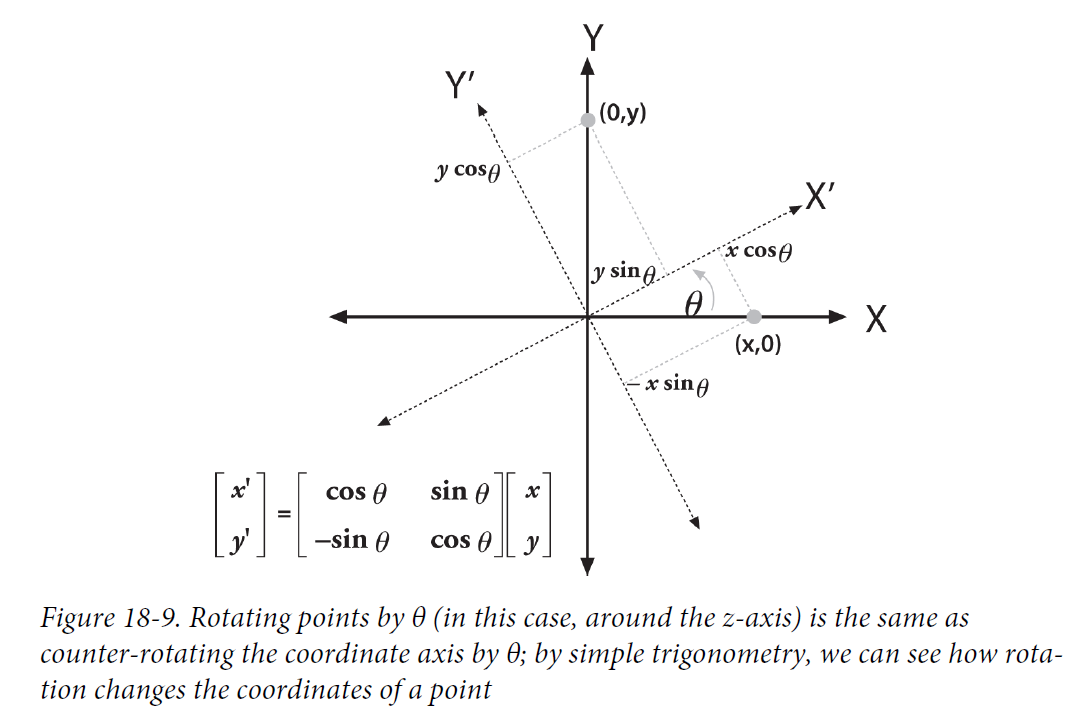 Y
Y′
(0,y)
y cosθ
X′
x cosθ
y sinθ
θ
X
(x,0)
– x sinθ
[x'] = [cos θ sin θ][x]
[y'] [–sin θ cos θ][y]
Figure 18-9. Rotating points by θ (in this case, around the z-axis) is the same as
counter-rotating the coordinate axis by θ; by simple trigonometry, we can see how rota-
tion changes the coordinates of a point